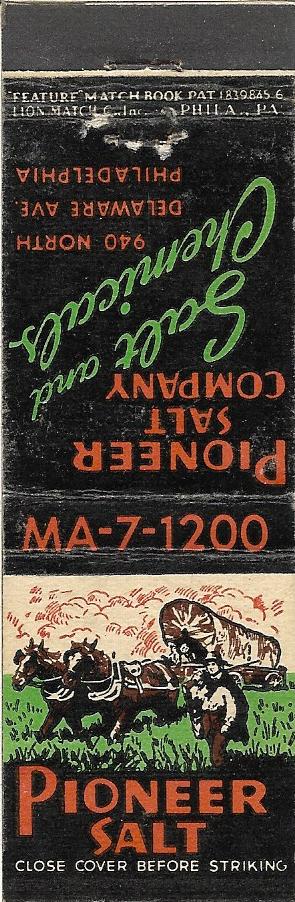 "FEATURE" MATCH BOOK PAT. 1839845-6
LION MATCH C., Inc. PHILA., PA.
PIONEER
SALT
COMPANY
Salt and
Chemicals
940 NORTH
DELAWARE AVE.
PHILADELPHIA
MA-7-1200
PIONEER
SALT
CLOSE COVER BEFORE STRIKING